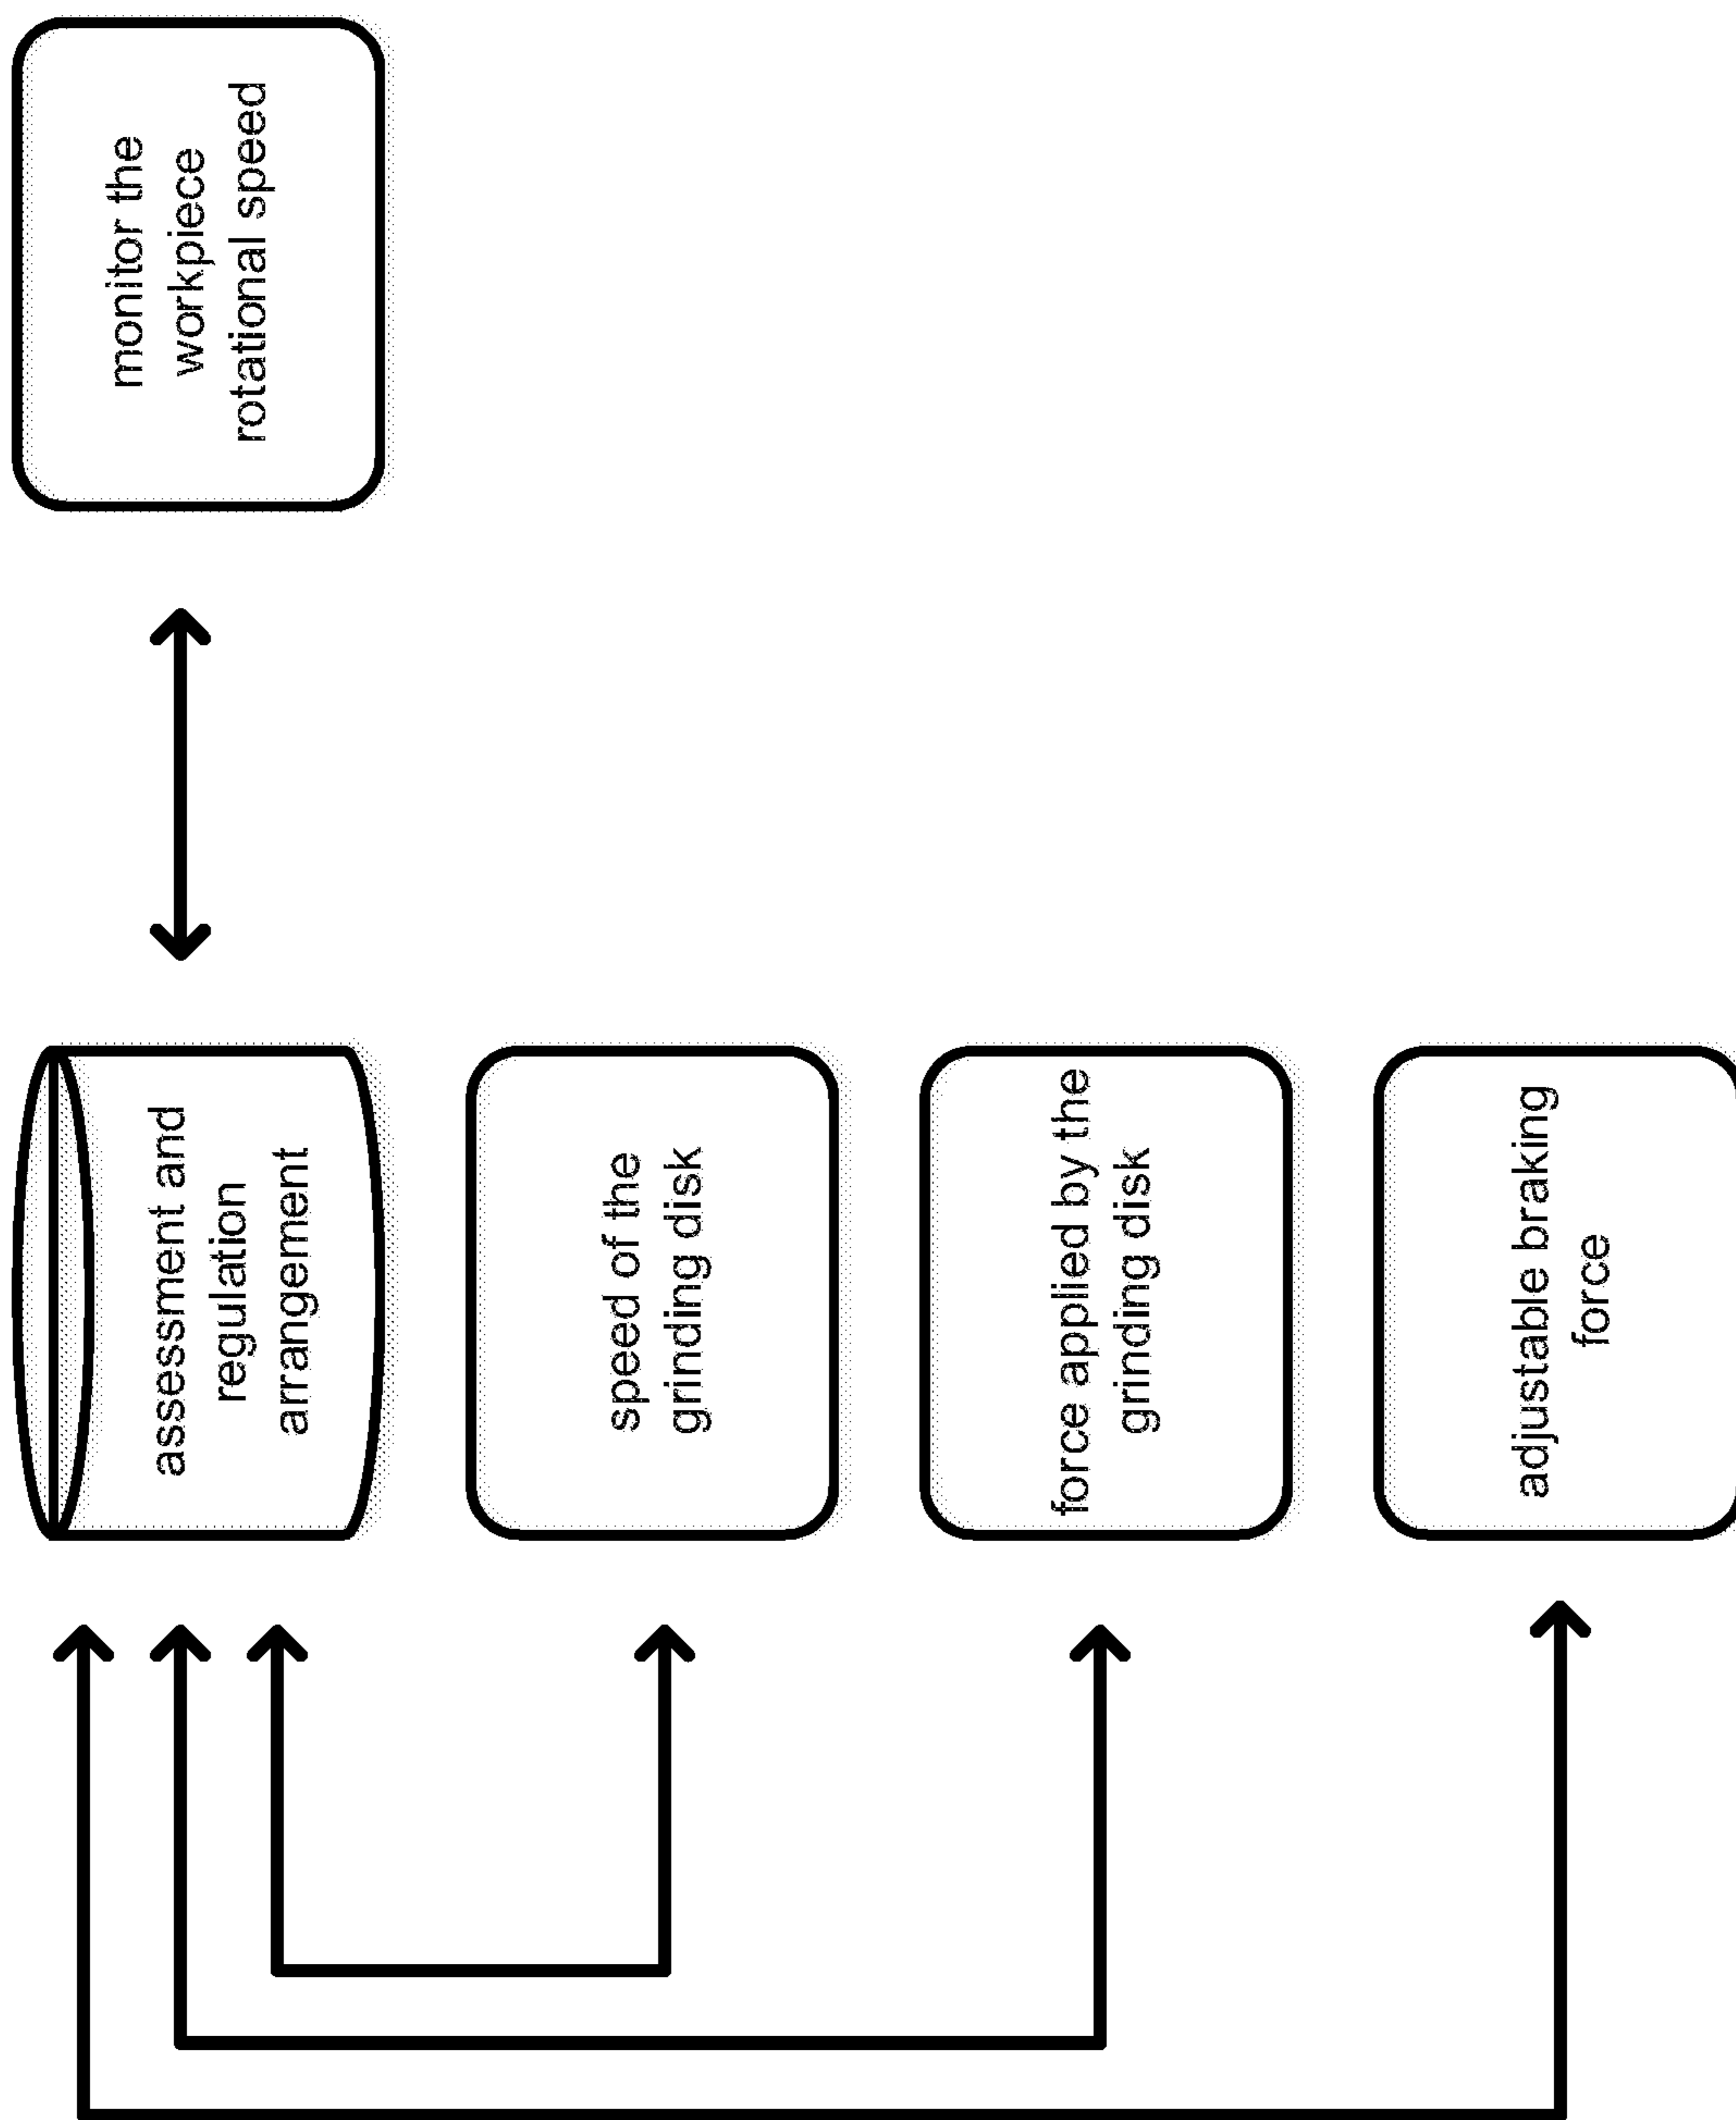 monitor the
workpiece
rotational speed
assessment and
regulation
arrangement
speed of the
grinding disk
force applied by the
grinding disk
adjustable braking
force